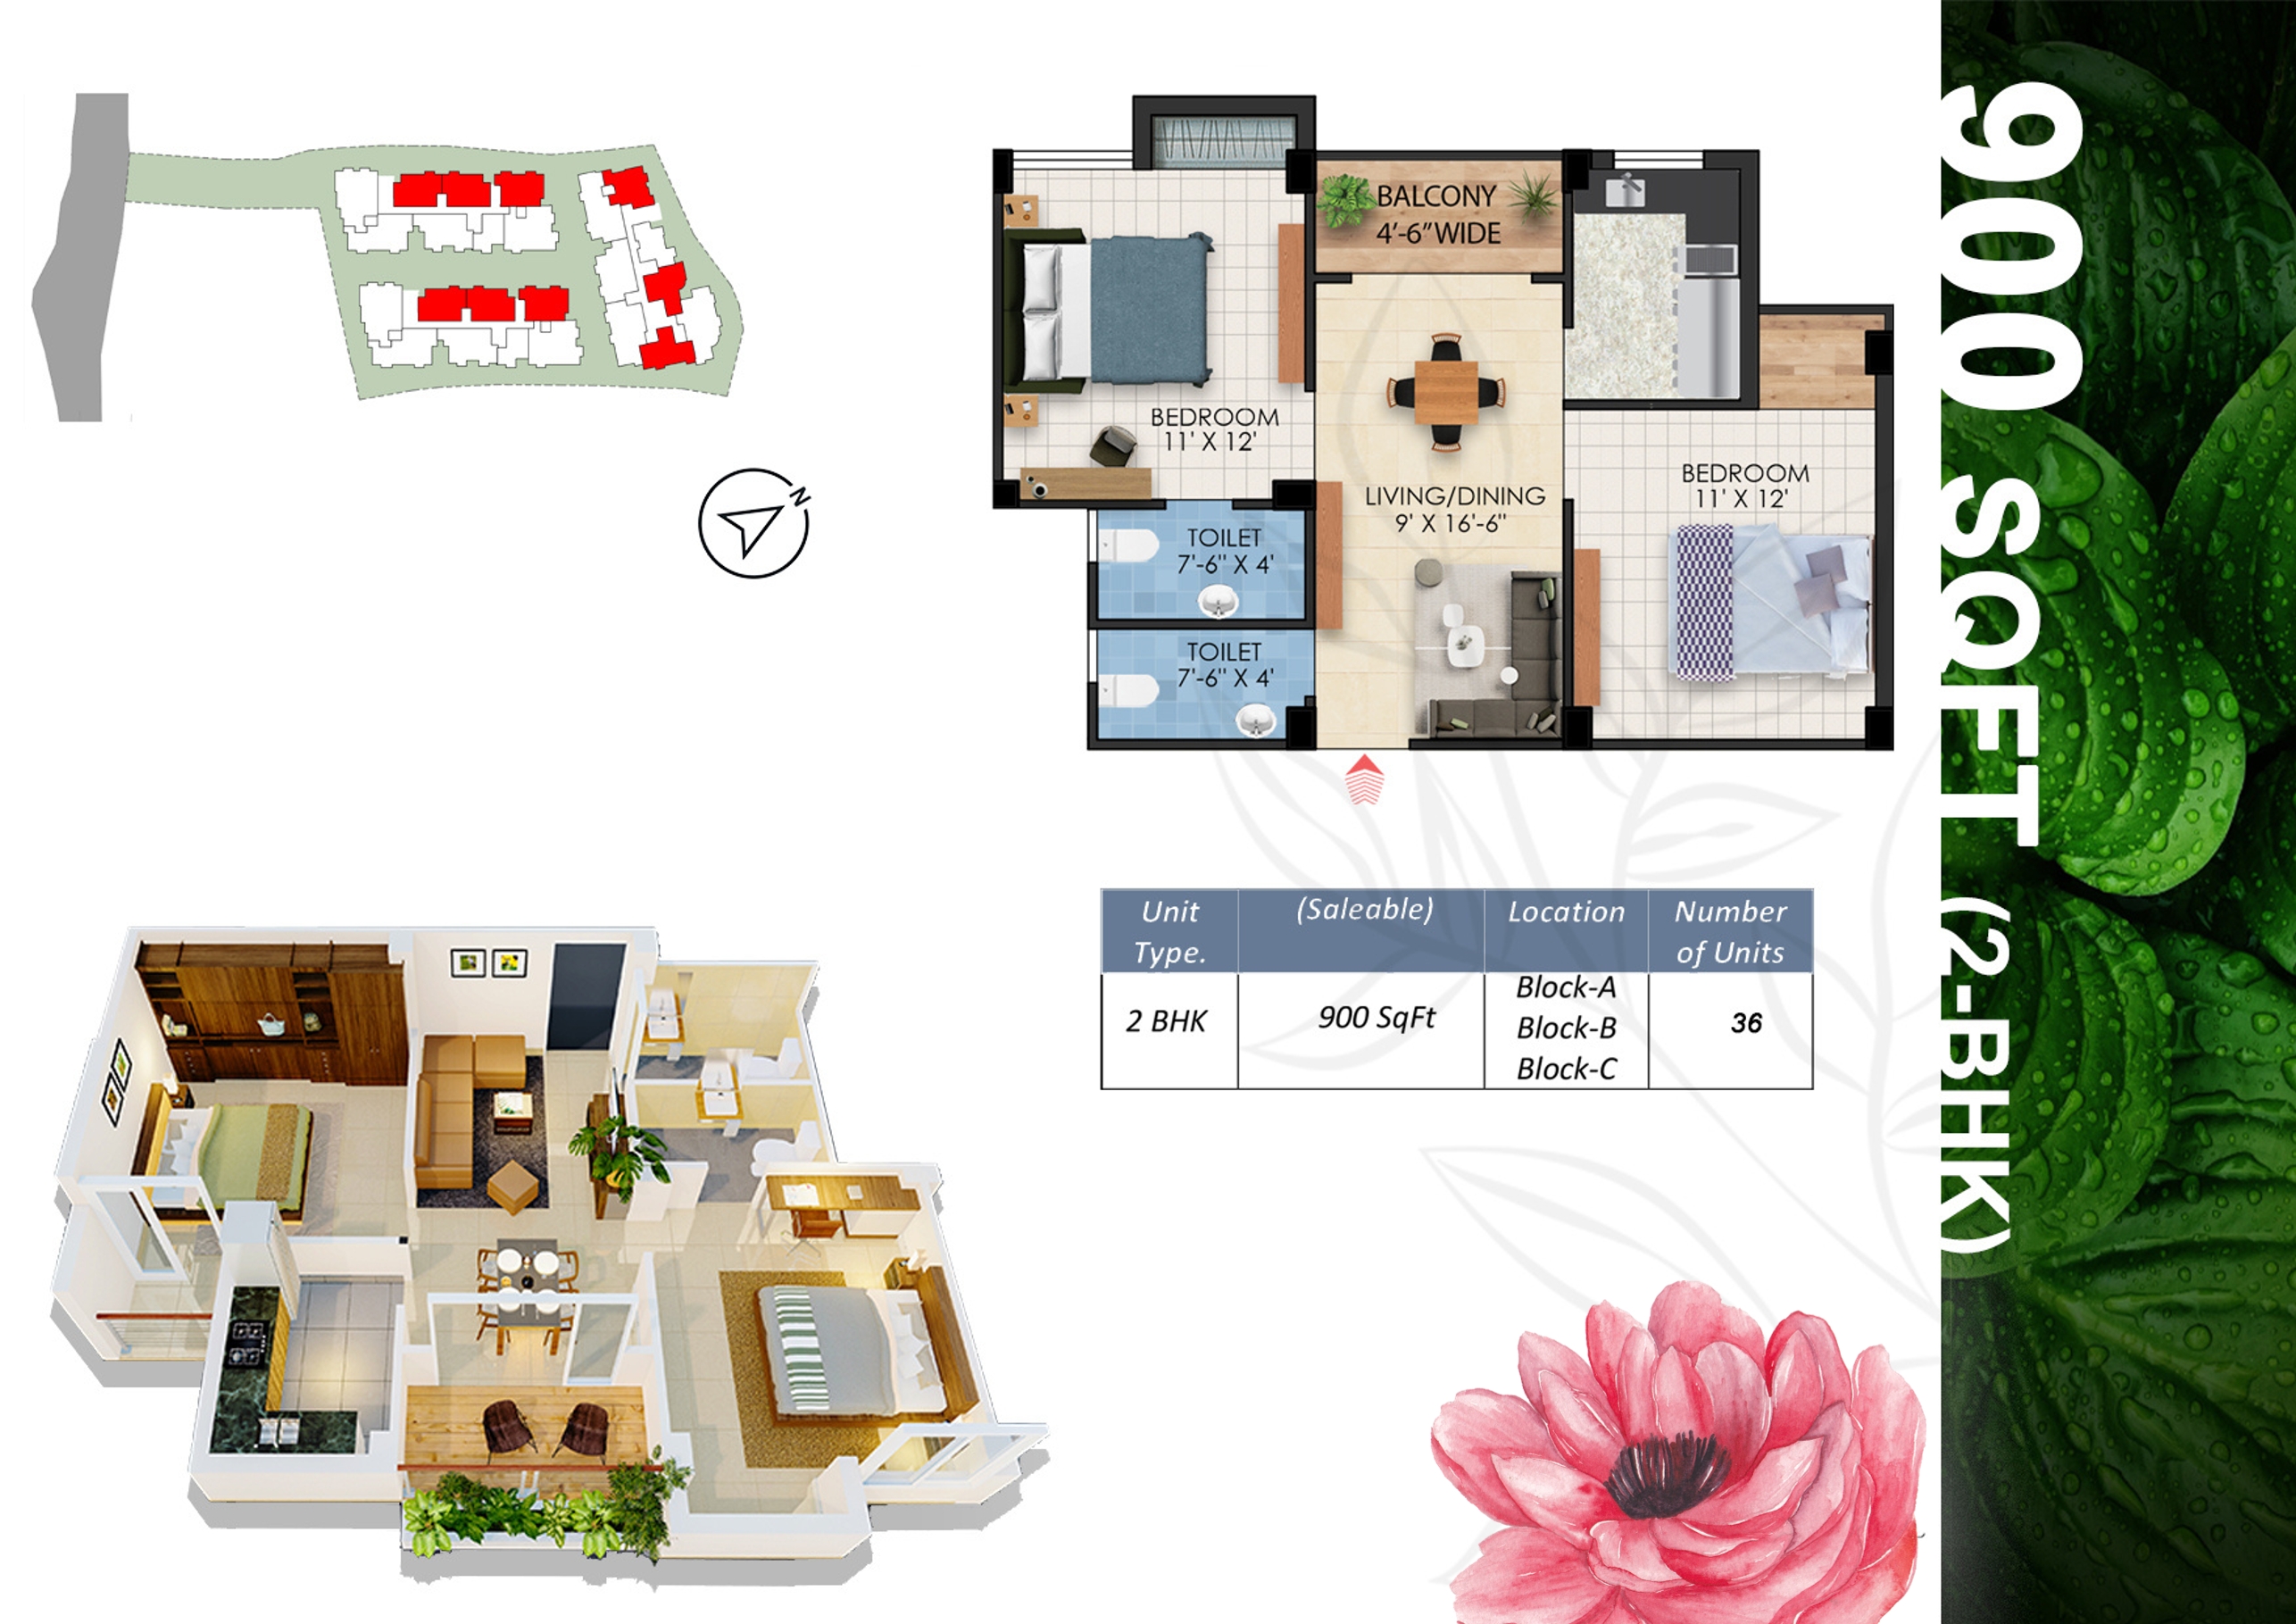 N
BALCONY
4'-6"WIDE
BEDROOM
11' X 12'
LIVING/DINING
9' X 16'-6"
BEDROOM
11' X 12'
TOILET
7'-6" X 4'
TOILET
7'-6" X 4'
Unit Type. (Saleable) Location Number of Units
2 BHK 900 SqFt Block-A 36
Block-B
Block-C
900 SQFT (2-BHK)